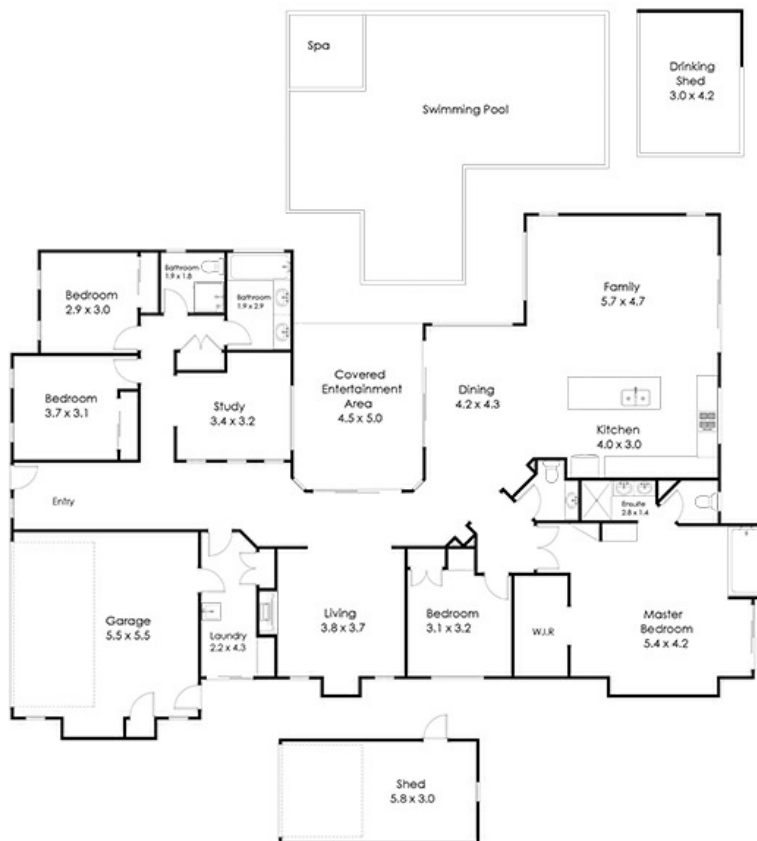 Spa
Swimming Pool
Drinking
Shed
3.0 x 4.2
Bedroom
2.9 x 3.0
Bathroom
1.9 x 1.8
Bathroom
1.9 x 2.9
Family
5.7 x 4.7
Bedroom
3.7 x 3.1
Study
3.4 x 3.2
Covered
Entertainment
Area
4.5 x 5.0
Dining
4.2 x 4.3
Kitchen
4.0 x 3.0
Entry
Ensuite
2.8 x 1.4
Garage
5.5 x 5.5
Laundry
2.2 x 4.3
Living
3.8 x 3.7
Bedroom
3.1 x 3.2
W.I.R
Master
Bedroom
5.4 x 4.2
Shed
5.8 x 3.0